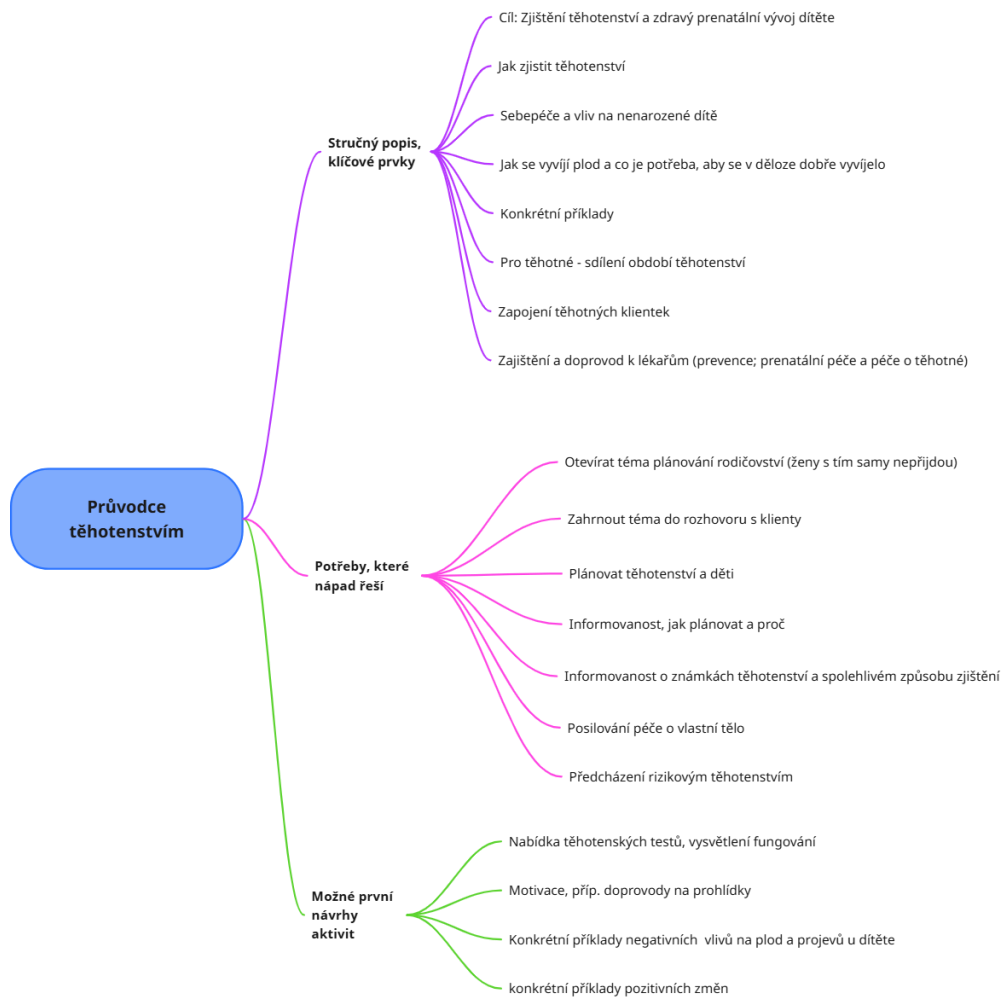 Cíl: Zjištění těhotenství a zdravý prenatální vývoj dítěte
Jak zjistit těhotenství
Sebepéče a vliv na nenarozené dítě
Stručný popis,
klíčové prvky
Jak se vyvíjí plod a co je potřeba, aby se v děloze dobře vyvíjelo
Konkrétní příklady
Pro těhotné - sdílení období těhotenství
Zapojení těhotných klientek
Zajištění a doprovod k lékařům (prevence; prenatální péče a péče o těhotné)
Průvodce
těhotenstvím
Otevírat téma plánování rodičovství (ženy s tím samy nepřijdou)
Zahrnout téma do rozhovoru s klienty
Potřeby, které
nápad řeší
Plánovat těhotenství a děti
Informovanost, jak plánovat a proč
Informovanost o známkách těhotenství a spolehlivém způsobu zjištění
Posilování péče o vlastní tělo
Předcházení rizikovým těhotenstvím
Možné první
návrhy
aktivit
Nabídka těhotenských testů, vysvětlení fungování
Motivace, příp. doprovody na prohlídky
Konkrétní příklady negativních  vlivů na plod a projevů u dítěte
konkrétní příklady pozitivních změn